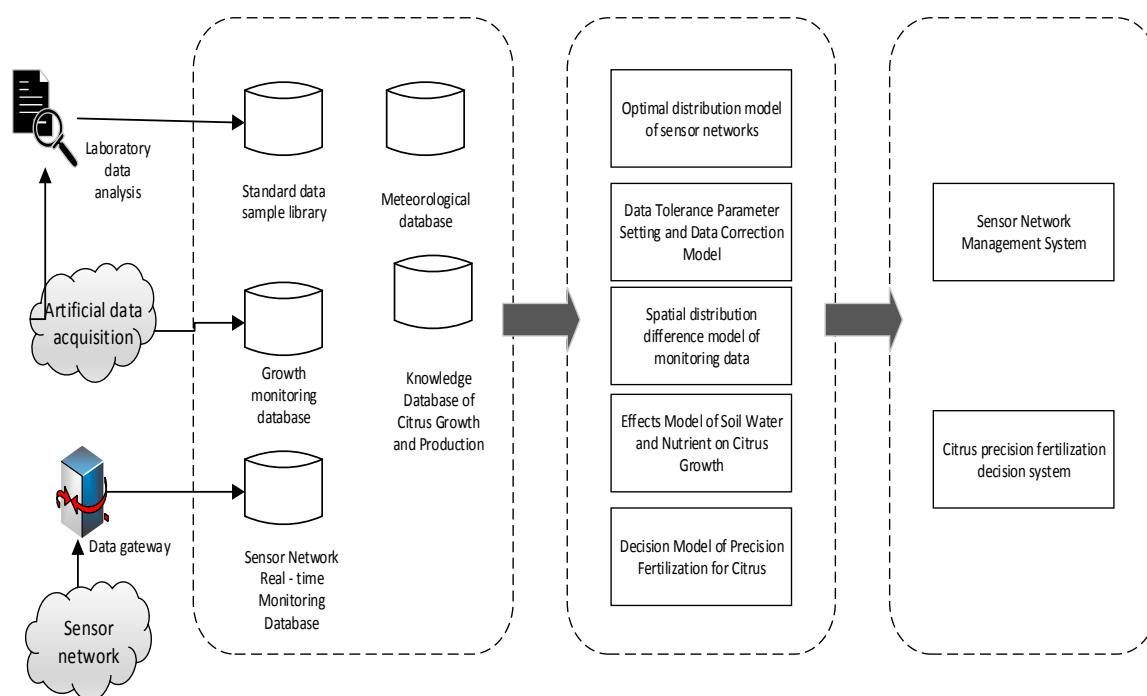 Laboratory
data
analysis
Artificial data
acquisition
Data gateway
Sensor
network
Standard data
sample library
Meteorological
database
Growth
monitoring
database
Knowledge
Database of
Citrus Growth
and Production
Sensor Network
Real - time
Monitoring
Database
Optimal distribution model
of sensor networks
Data Tolerance Parameter
Setting and Data Correction
Model
Spatial distribution
difference model of
monitoring data
Effects Model of Soil Water
and Nutrient on Citrus
Growth
Decision Model of Precision
Fertilization for Citrus
Sensor Network
Management System
Citrus precision fertilization
decision system